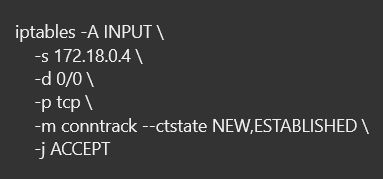 iptables -A INPUT \
-s 172.18.0.4 \
-d 0/0 \
-p tcp \
-m conntrack --ctstate NEW,ESTABLISHED \
-j ACCEPT